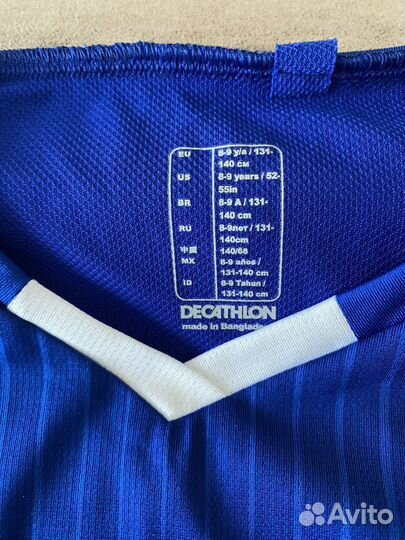 EU 8-9 y/a / 131-
140 см
US 8-9 years / 52-
55in
BR 8-9 A / 131-
140 cm
RU 8-9лет / 131-
140cm
中国 140/68
MX 8-9 años /
131-140 cm
ID 8-9 Tahun /
131-140 cm
DECATHLON
made in Bangladesh
Avito